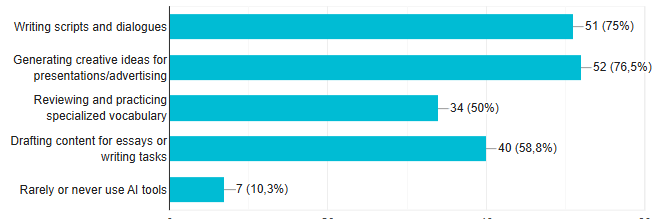 Writing scripts and dialogues
51 (75%)
Generating creative ideas for
presentations/advertising
52 (76,5%)
Reviewing and practicing
specialized vocabulary
34 (50%)
Drafting content for essays or
writing tasks
40 (58,8%)
Rarely or never use AI tools
7 (10,3%)